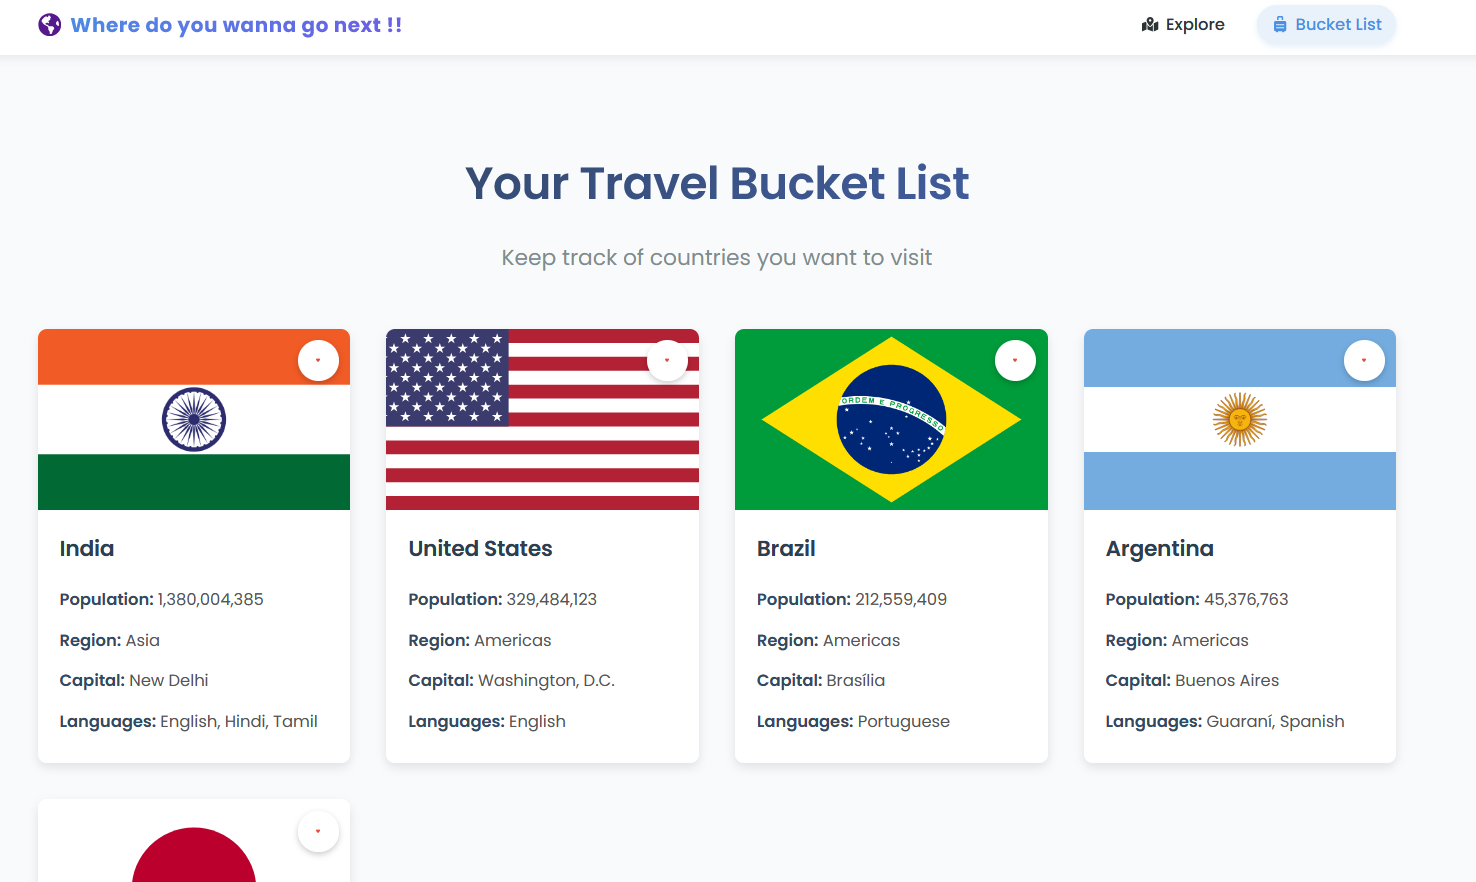 Where do you wanna go next !!
Explore
Bucket List
Your Travel Bucket List
Keep track of countries you want to visit
ORDEM E PROGRESSO
India
Population: 1,380,004,385
Region: Asia
Capital: New Delhi
Languages: English, Hindi, Tamil
United States
Population: 329,484,123
Region: Americas
Capital: Washington, D.C.
Languages: English
Brazil
Population: 212,559,409
Region: Americas
Capital: Brasília
Languages: Portuguese
Argentina
Population: 45,376,763
Region: Americas
Capital: Buenos Aires
Languages: Guaraní, Spanish